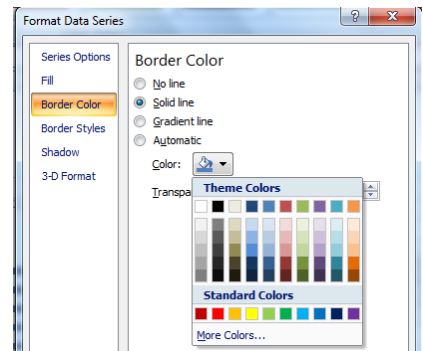 Format Data Series
Series Options
Fill
Border Color
Border Styles
Shadow
3-D Format
Border Color
No line
Solid line
Gradient line
Automatic
Color:
Transpa
Theme Colors
Standard Colors
More Colors...